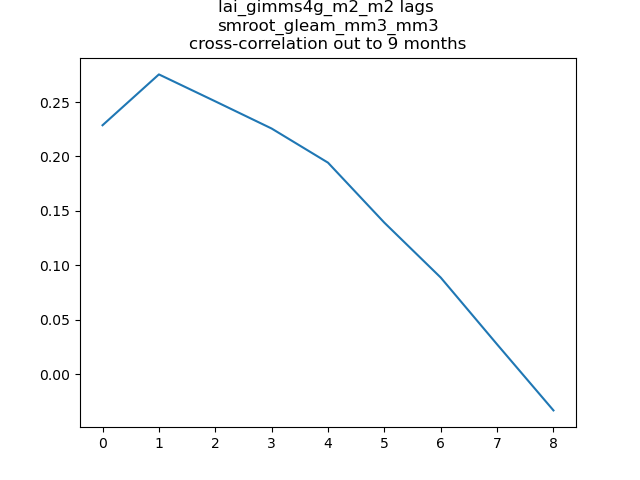 lai_gimms4g_m2_m2 lags
smroot_gleam_mm3_mm3
cross-correlation out to 9 months
0.25
0.20
0.15
0.10
0.05
0.00
0 1 2 3 4 5 6 7 8